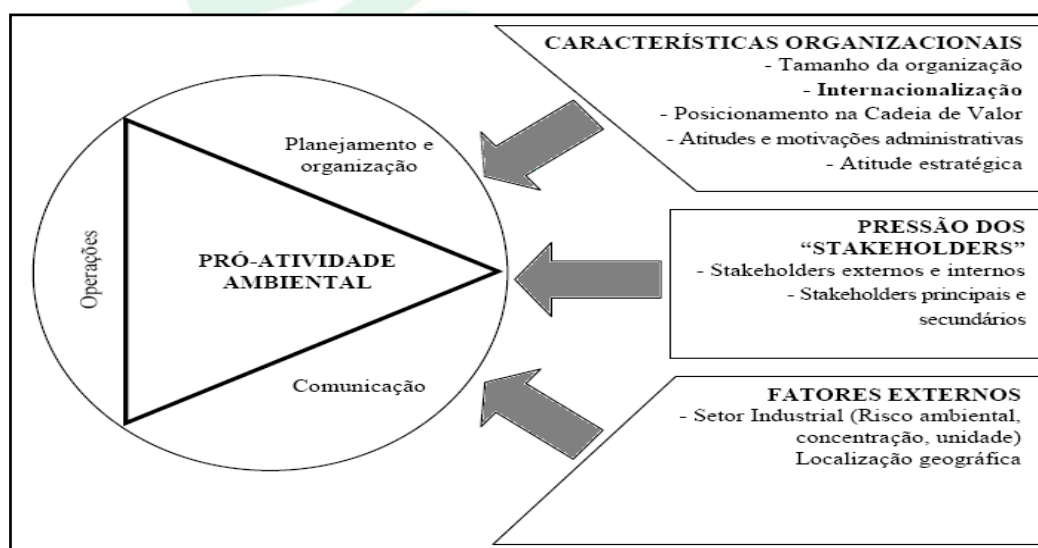 CARACTERÍSTICAS ORGANIZACIONAIS
- Tamanho da organização
- Internacionalização
- Posicionamento na Cadeia de Valor
- Atitudes e motivações administrativas
- Atitude estratégica
Planejamento e
organização
Operações
PRÓ-ATIVIDADE
AMBIENTAL
Comunicação
PRESSÃO DOS
“STAKEHOLDERS”
- Stakeholders externos e internos
- Stakeholders principais e
secundários
FATORES EXTERNOS
- Setor Industrial (Risco ambiental,
concentração, unidade)
Localização geográfica